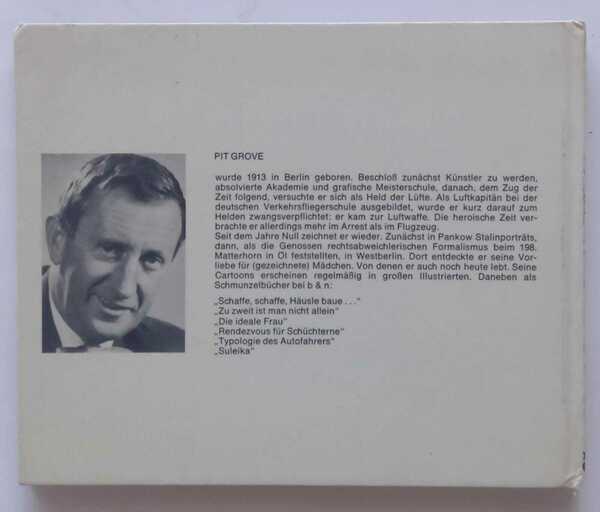 PIT GROVE
wurde 1913 in Berlin geboren. Beschloß zunächst Künstler zu werden,
absolvierte Akademie und grafische Meisterschule, danach, dem Zug der
Zeit folgend, versuchte er sich als Held der Lüfte. Als Luftkapitän bei der
deutschen Verkehrsfliegerschule ausgebildet, wurde er kurz darauf zum
Helden zwangsverpflichtet: er kam zur Luftwaffe. Die heroische Zeit ver-
brachte er allerdings mehr im Arrest als im Flugzeug.
Seit dem Jahre Null zeichnet er wieder. Zunächst in Pankow Stalinporträts,
dann, als die Genossen rechtsabweichlerischen Formalismus beim 198.
Matterhorn in Öl feststellten, in Westberlin. Dort entdeckte er seine Vor-
liebe für (gezeichnete) Mädchen. Von denen er auch noch heute lebt. Seine
Cartoons erscheinen regelmäßig in großen Illustrierten. Daneben als
Schmunzelbücher bei b & n:
„Schaffe, schaffe, Häusle baue . . .“
„Zu zweit ist man nicht allein“
„Die ideale Frau“
„Rendezvous für Schüchterne“
„Typologie des Autofahrers“
„Suleika“